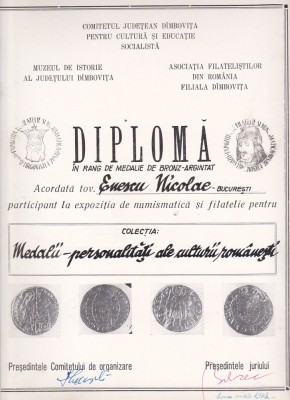 COMITETUL JUDEȚEAN DÎMBOVIȚA
PENTRU CULTURĂ ȘI EDUCAȚIE
SOCIALISTĂ
MUZEUL DE ISTORIE
AL JUDEȚULUI DÎMBOVIȚA
ASOCIAȚIA FILATELIȘTILOR
DIN ROMÂNIA
FILIALA DÎMBOVIȚA
DIPLOMĂ
ÎN RANG DE MEDALIE DE BRONZ-ARGINTAT
Acordată tov. Enescu Nicolae - BUCUREȘTI
participant la expoziția de numismatică și filatelie pentru
COLECȚIA:
Medalii - personalități ale culturii românești
Președintele Comitetului de organizare
Președintele juriului